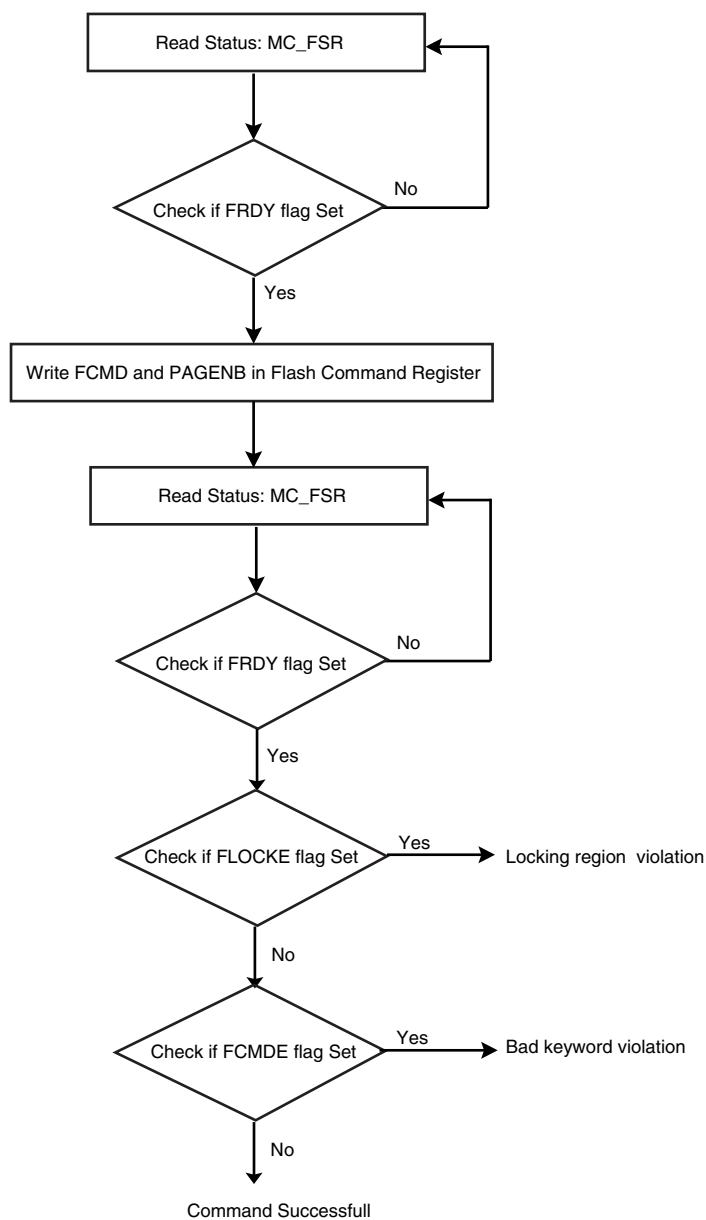 Read Status: MC_FSR
Check if FRDY flag Set
No
Yes
Write FCMD and PAGENB in Flash Command Register
Read Status: MC_FSR
Check if FRDY flag Set
No
Yes
Check if FLOCKE flag Set
Yes
Locking region violation
No
Check if FCMDE flag Set
Yes
Bad keyword violation
No
Command Successfull